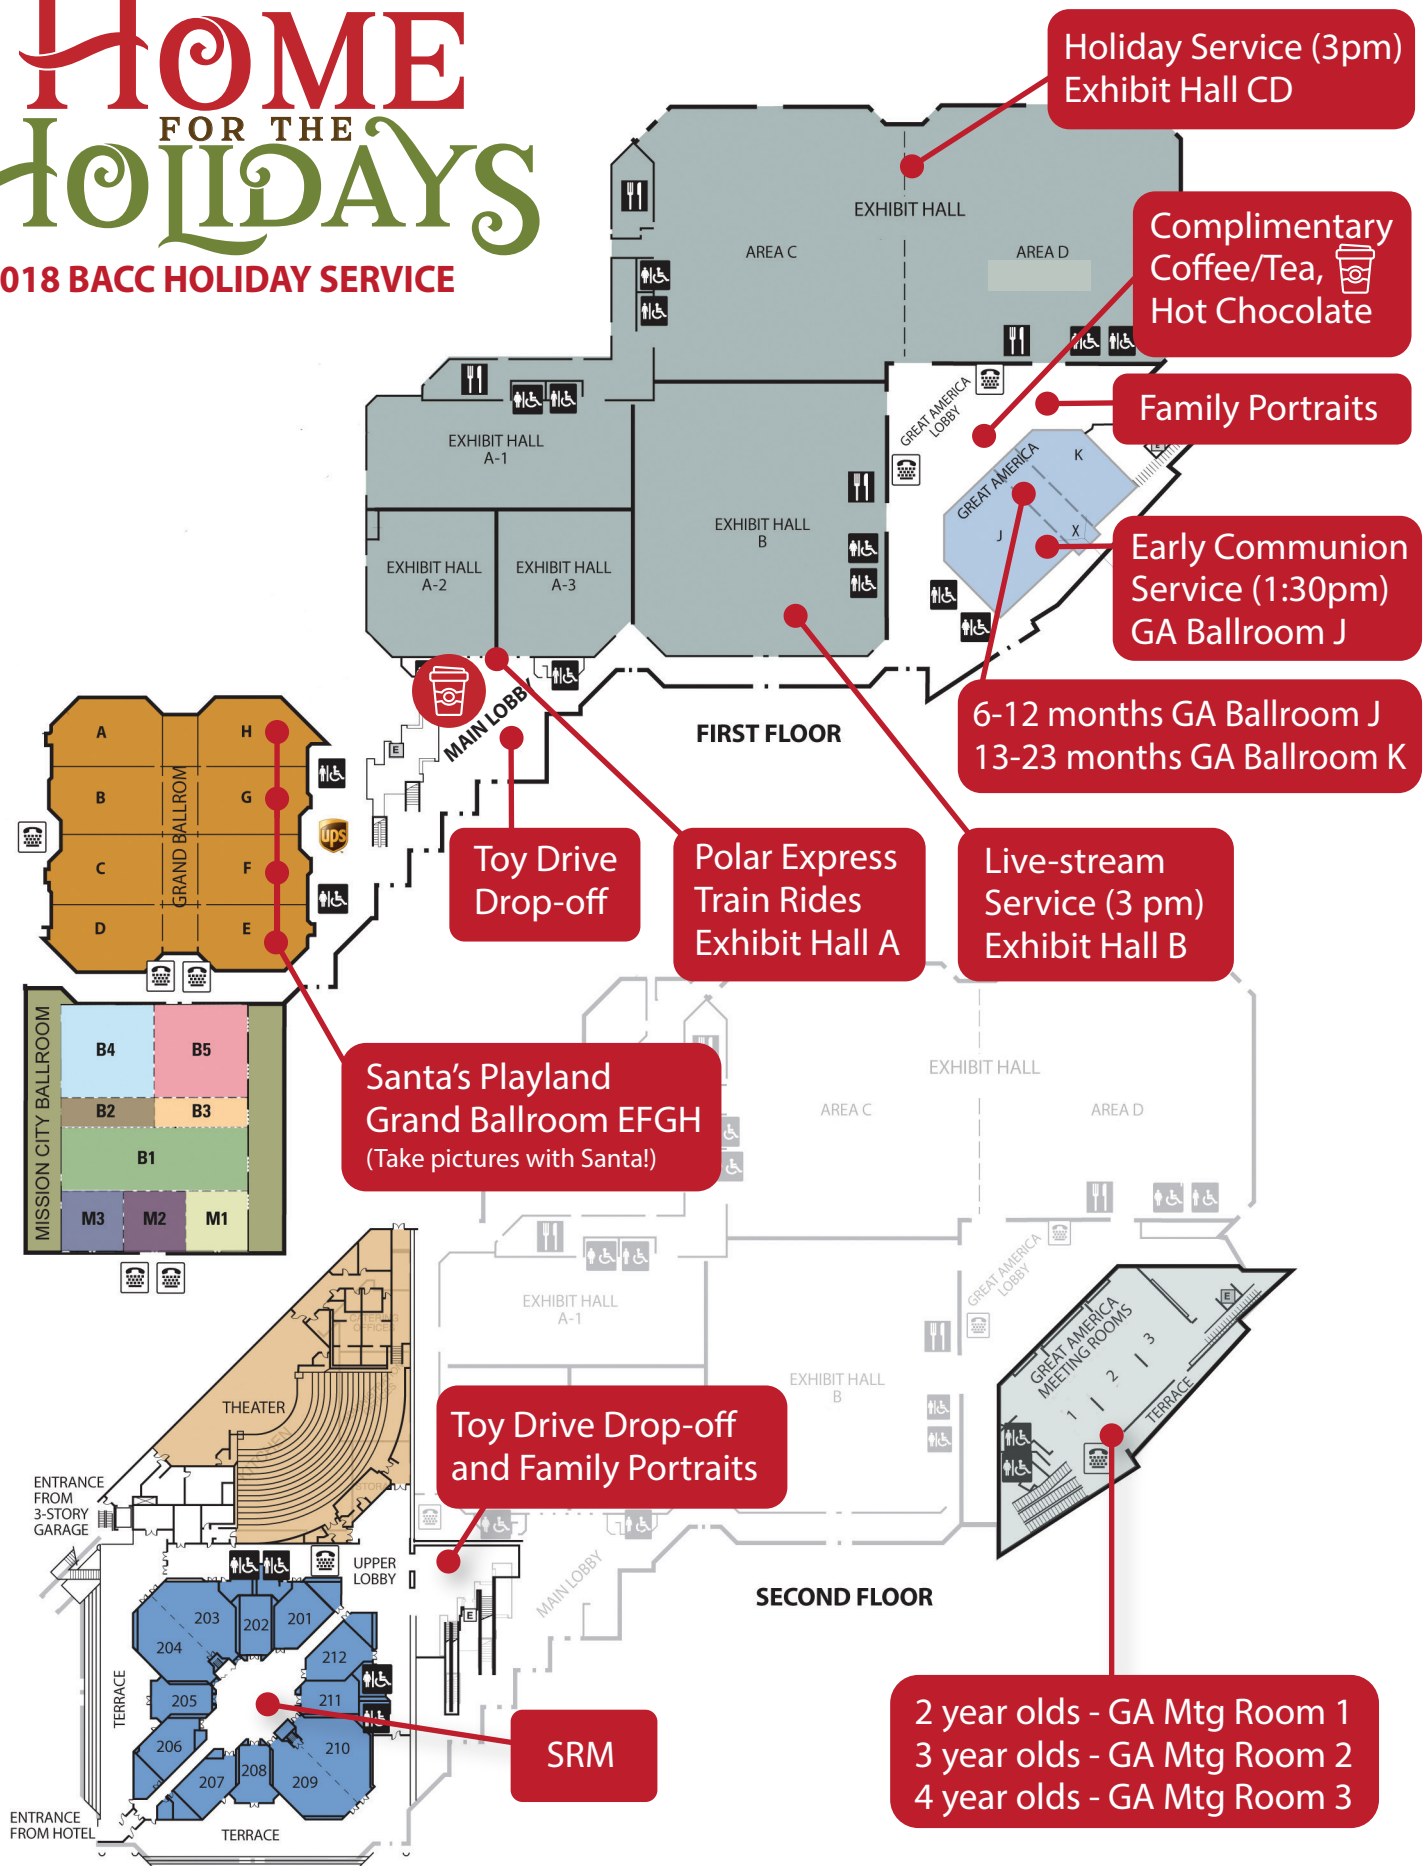 HOME
FOR THE
HOLIDAYS
018 BACC HOLIDAY SERVICE
Holiday Service (3pm)
Exhibit Hall CD
EXHIBIT HALL
AREA C
AREA D
Complimentary
Coffee/Tea,
Hot Chocolate
GREAT AMERICA
LOBBY
Family Portraits
EXHIBIT HALL
A-1
GREAT AMERICA
K
J
X
E
EXHIBIT HALL
B
EXHIBIT HALL
A-2
EXHIBIT HALL
A-3
Early Communion
Service (1:30pm)
GA Ballroom J
6-12 months GA Ballroom J
13-23 months GA Ballroom K
MAIN LOBBY
E
FIRST FLOOR
A
B
C
D
GRAND BALLROM
H
G
F
E
ups
Toy Drive
Drop-off
Polar Express
Train Rides
Exhibit Hall A
Live-stream
Service (3 pm)
Exhibit Hall B
MISSION CITY BALLROOM
B4
B5
B2
B3
B1
M3
M2
M1
Santa's Playland
Grand Ballroom EFGH
(Take pictures with Santa!)
EXHIBIT HALL
AREA C
AREA D
GREAT AMERICA
LOBBY
EXHIBIT HALL
A-1
EXHIBIT HALL
B
GREAT AMERICA
MEETING ROOMS
1
2
3
TERRACE
E
CATERING
OFFICES
THEATER
KITCHEN
Toy Drive Drop-off
and Family Portraits
ENTRANCE
FROM
3-STORY
GARAGE
UPPER
LOBBY
MAIN LOBBY
E
SECOND FLOOR
203
202
201
204
212
205
211
206
210
207
208
209
TERRACE
SRM
2 year olds - GA Mtg Room 1
3 year olds - GA Mtg Room 2
4 year olds - GA Mtg Room 3
ENTRANCE
FROM HOTEL
TERRACE